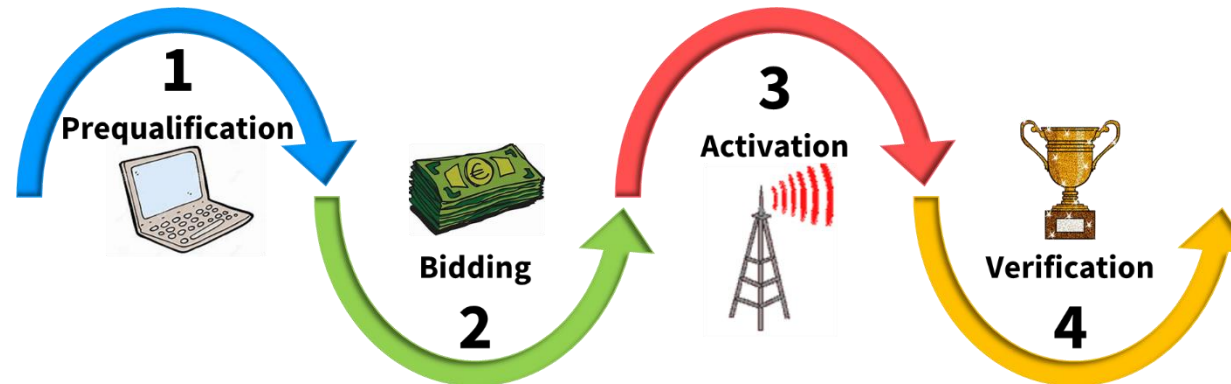 1
Prequalification
€
Bidding
2
3
Activation
Verification
4